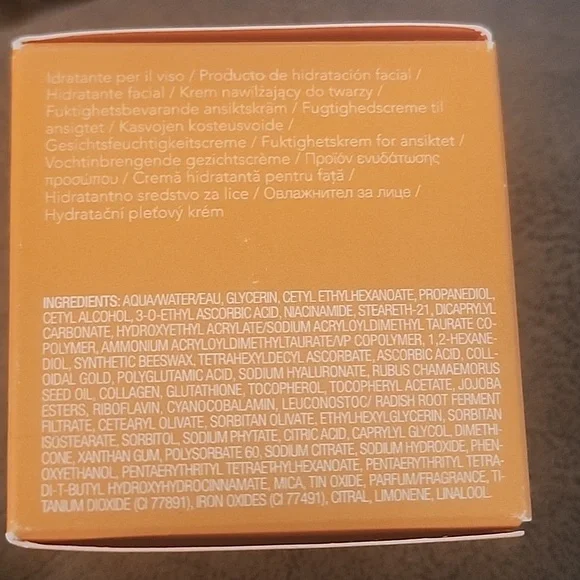 Idratante per il viso / Producto de hidratación facial /
Hidratante facial / Krem nawilżający do twarzy /
Fuktighetsbevarande ansiktskräm / Fugtighedscreme til
ansigtet / Kasvojen kosteusvoide /
Gesichtsfeuchtigkeitscreme / Fuktighetskrem for ansiktet /
Vochtinbrengende gezichtscrème / Προϊόν ενυδάτωσης
προσώπου / Cremă hidratantă pentru față /
Hidratantno sredstvo za lice / Овлажнител за лице /
Hydratační pleťový krém
INGREDIENTS: AQUA/WATER/EAU, GLYCERIN, CETYL ETHYLHEXANOATE, PROPANEDIOL,
CETYL ALCOHOL, 3-O-ETHYL ASCORBIC ACID, NIACINAMIDE, STEARETH-21, DICAPRYLYL
CARBONATE, HYDROXYETHYL ACRYLATE/SODIUM ACRYLOYLDIMETHYL TAURATE CO-
POLYMER, AMMONIUM ACRYLOYLDIMETHYLTAURATE/VP COPOLYMER, 1,2-HEXANE-
DIOL, SYNTHETIC BEESWAX, TETRAHEXYLDECYL ASCORBATE, ASCORBIC ACID, COLL-
OIDAL GOLD, POLYGLUTAMIC ACID, SODIUM HYALURONATE, RUBUS CHAMAEMORUS
SEED OIL, COLLAGEN, GLUTATHIONE, TOCOPHEROL, TOCOPHERYL ACETATE, JOJOBA
ESTERS, RIBOFLAVIN, CYANOCOBALAMIN, LEUCONOSTOC/ RADISH ROOT FERMENT
FILTRATE, CETEARYL OLIVATE, SORBITAN OLIVATE, ETHYLHEXYLGLYCERIN, SORBITAN
ISOSTEARATE, SORBITOL, SODIUM PHYTATE, CITRIC ACID, CAPRYLYL GLYCOL, DIMETHI-
CONE, XANTHAN GUM, POLYSORBATE 60, SODIUM CITRATE, SODIUM HYDROXIDE, PHEN-
OXYETHANOL, PENTAERYTHRITYL TETRAETHYLHEXANOATE, PENTAERYTHRITYL TETRA-
DI-T-BUTYL HYDROXYHYDROCINNAMATE, MICA, TIN OXIDE, PARFUM/FRAGRANCE, TI-
TANIUM DIOXIDE (CI 77891), IRON OXIDES (CI 77491), CITRAL, LIMONENE, LINALOOL.